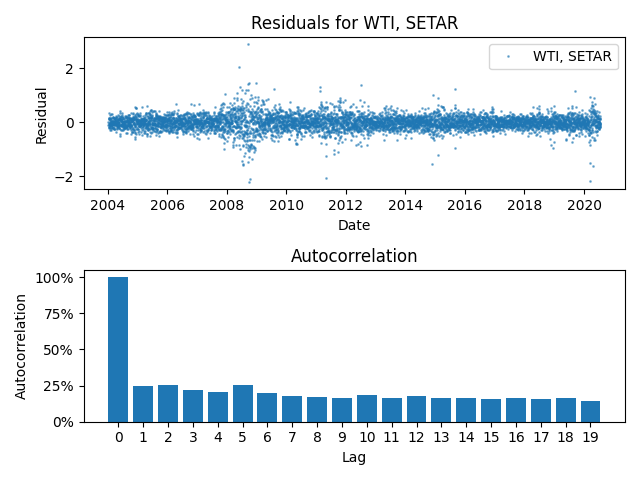 Residuals for WTI, SETAR
WTI, SETAR
Residual
2
0
−2
2004 2006 2008 2010 2012 2014 2016 2018 2020
Date
Autocorrelation
Autocorrelation
100%
75%
50%
25%
0%
0 1 2 3 4 5 6 7 8 9 10 11 12 13 14 15 16 17 18 19
Lag